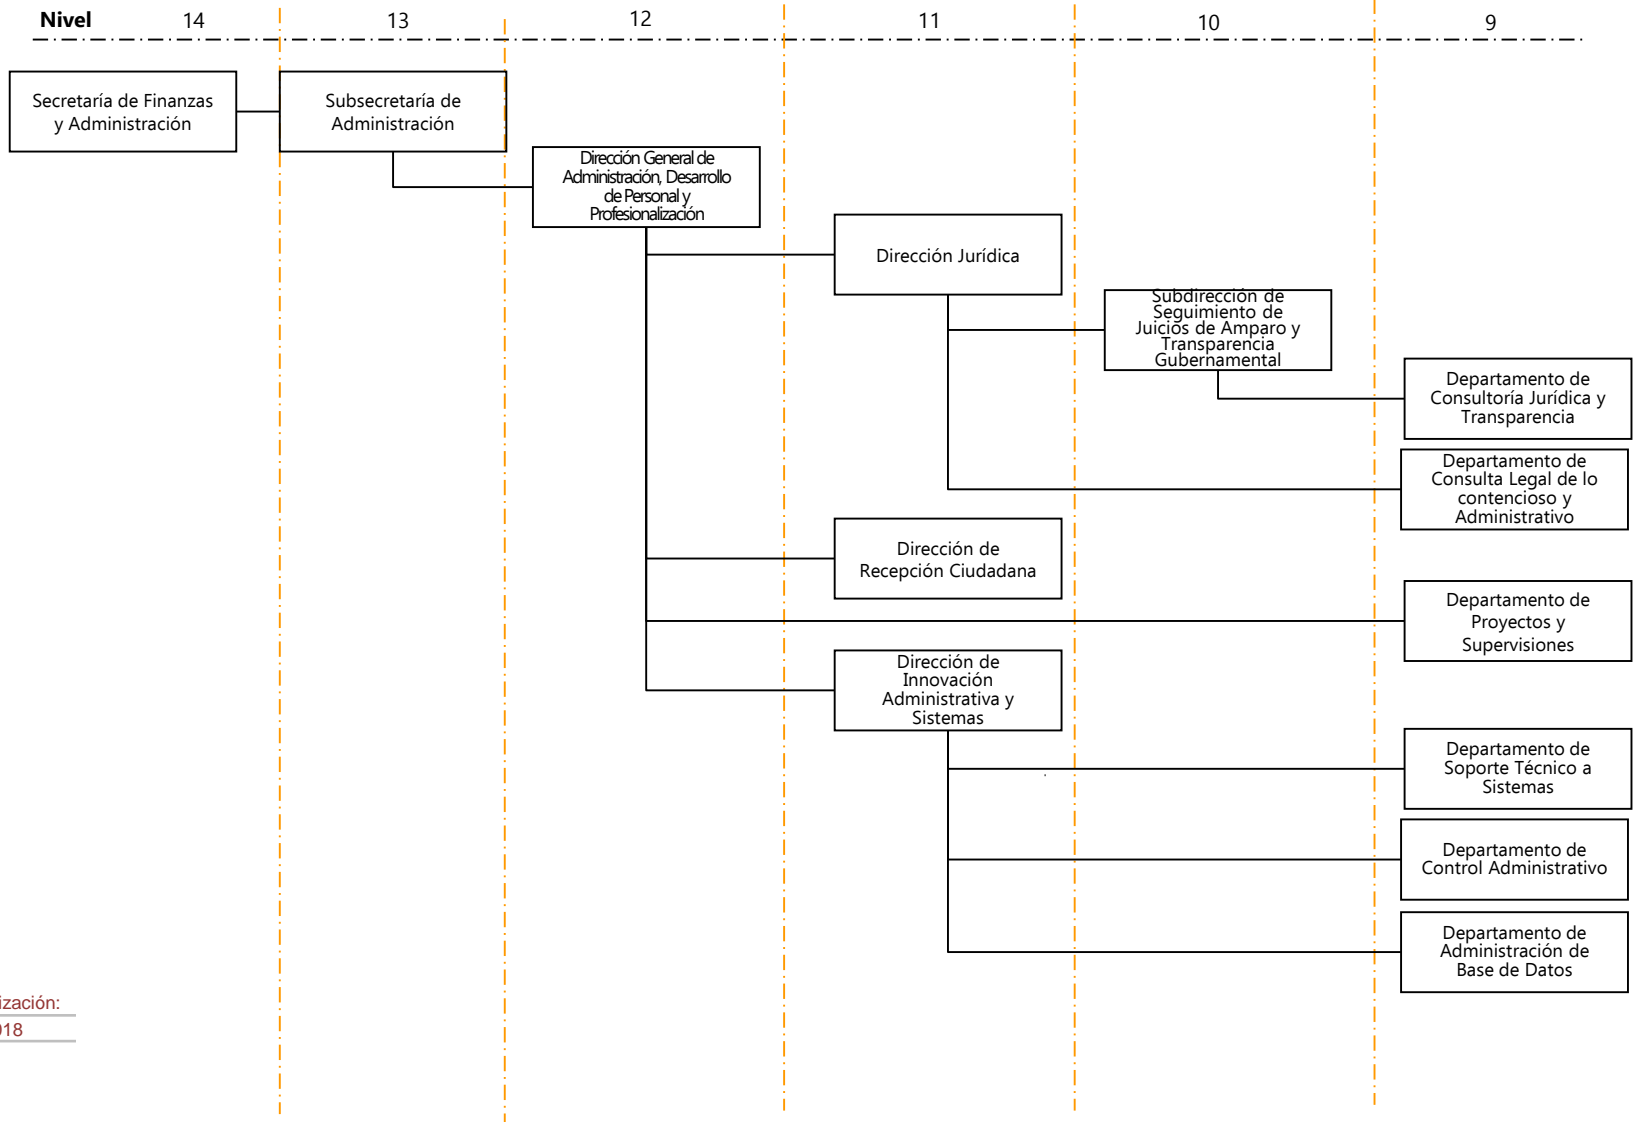 Nivel 14 13 12 11 10 9
Secretaría de Finanzas
y Administración
Subsecretaría de
Administración
Dirección General de
Administración, Desarrollo
de Personal y
Profesionalización
Dirección Jurídica
Subdirección de
Seguimiento de
Juicios de Amparo y
Transparencia
Gubernamental
Departamento de
Consultoría Jurídica y
Transparencia
Departamento de
Consulta Legal de lo
contencioso y
Administrativo
Dirección de
Recepción Ciudadana
Departamento de
Proyectos y
Supervisiones
Dirección de
Innovación
Administrativa y
Sistemas
Departamento de
Soporte Técnico a
Sistemas
Departamento de
Control Administrativo
Departamento de
Administración de
Base de Datos
ización:
018